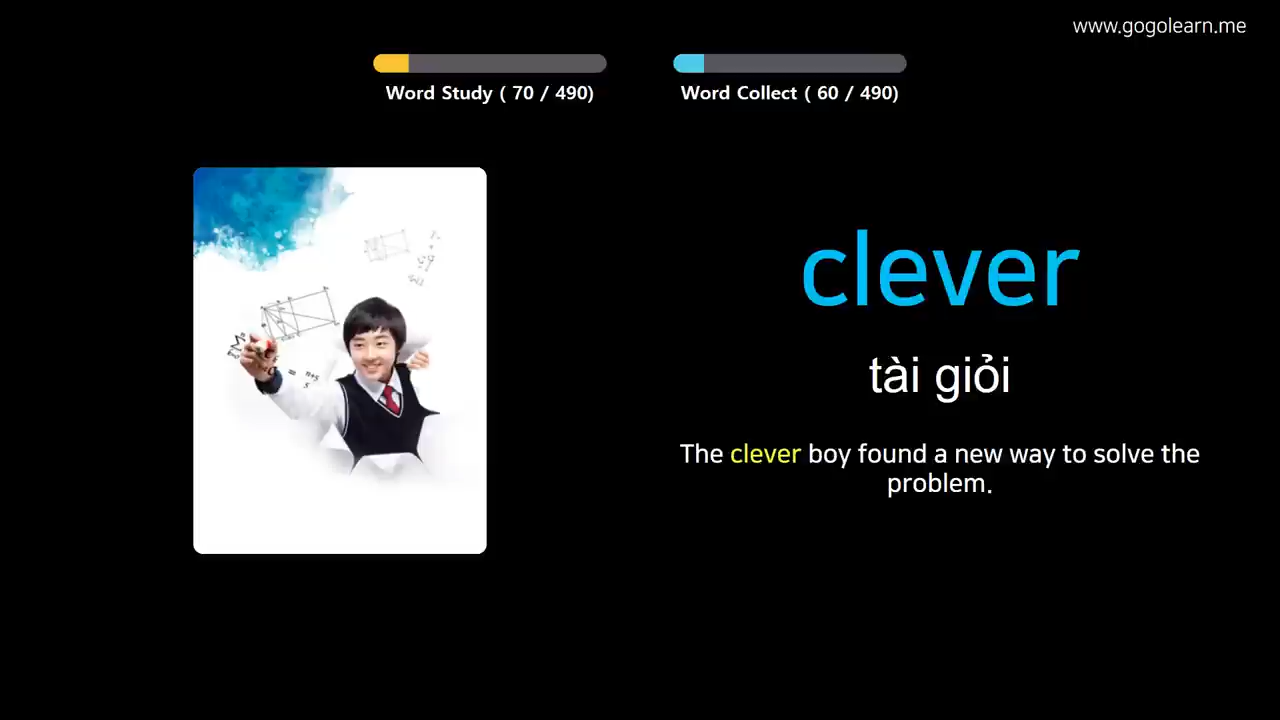 www.gogolearn.me
Word Study ( 70 / 490)
Word Collect ( 60 / 490)
clever
tài giỏi
The clever boy found a new way to solve the
problem.